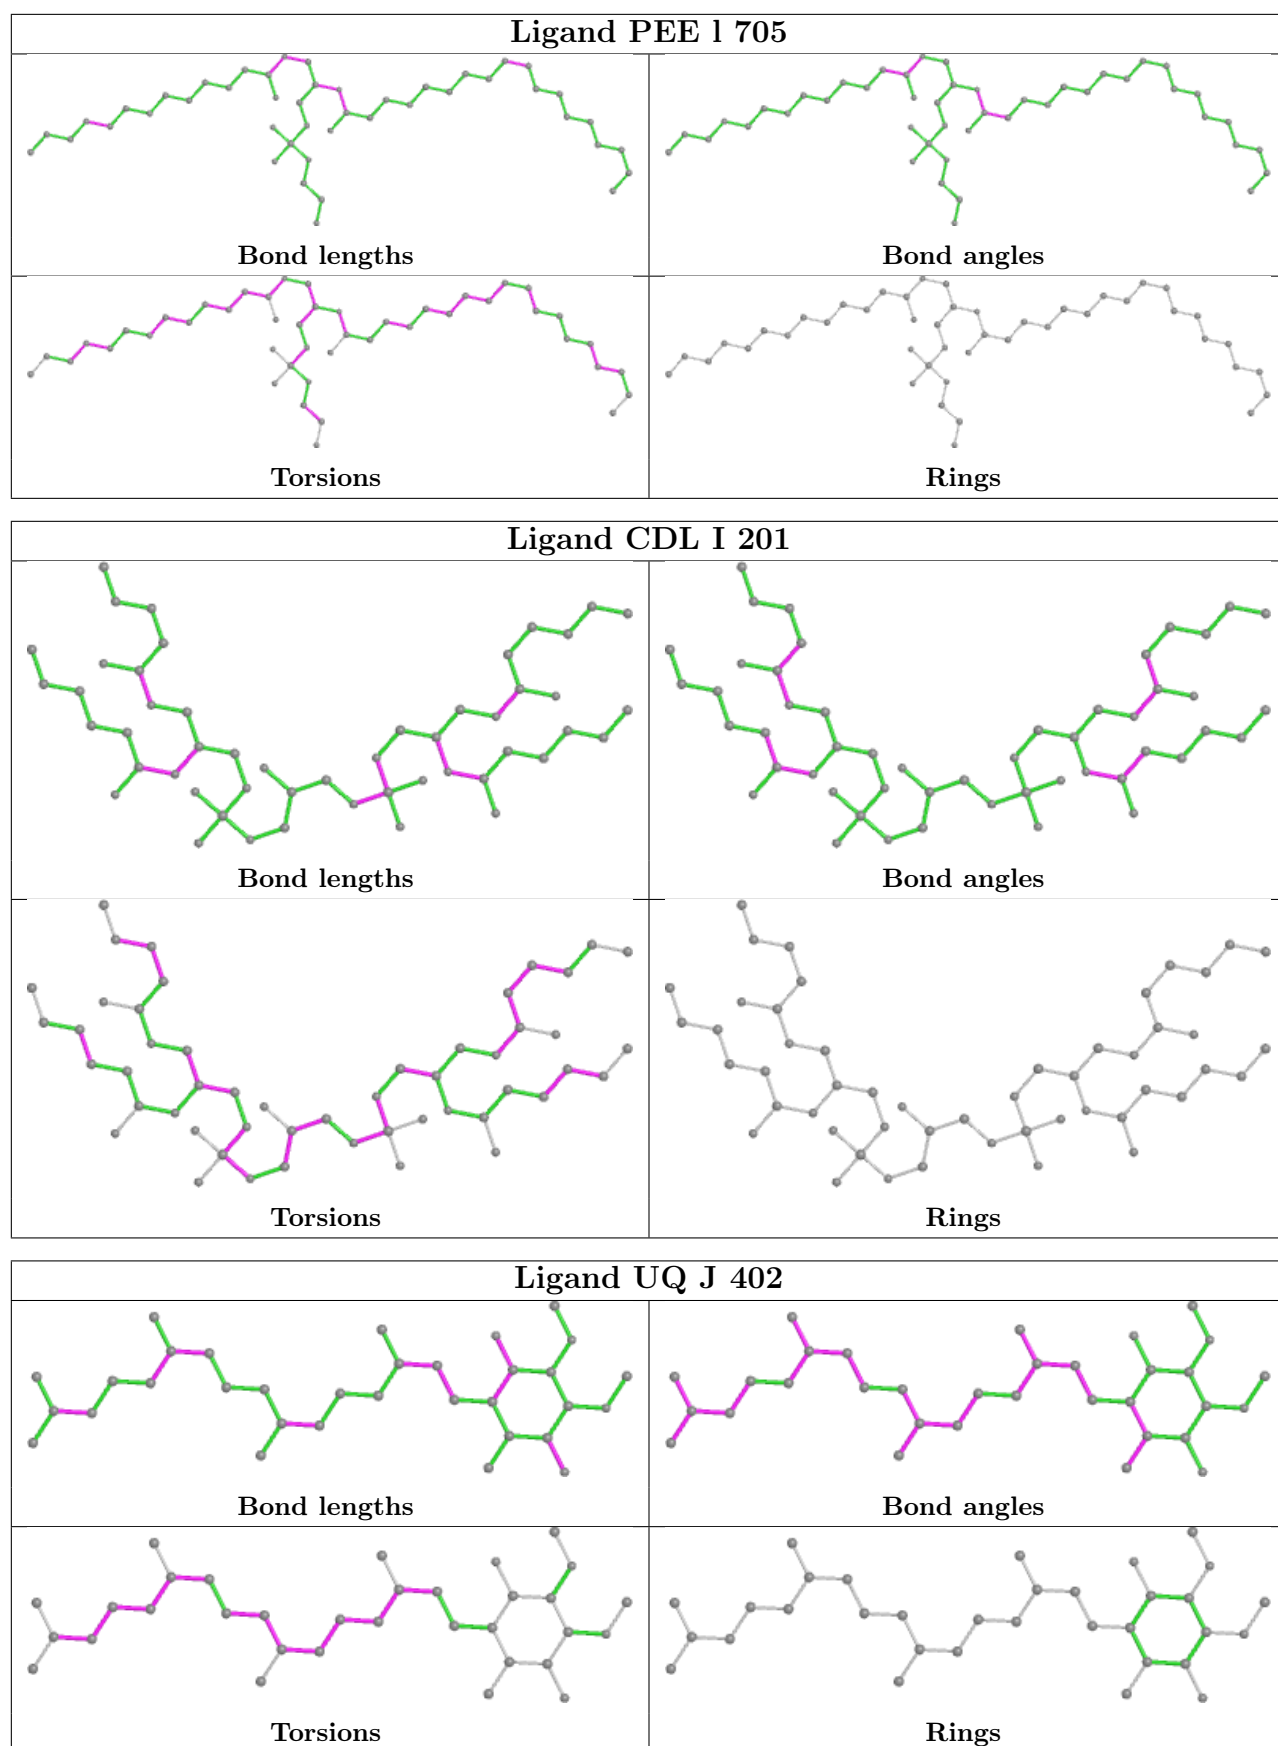 Ligand PEE l 705
Bond lengths
Bond angles
Torsions
Rings
Ligand CDL I 201
Bond lengths
Bond angles
Torsions
Rings
Ligand UQ J 402
Bond lengths
Bond angles
Torsions
Rings